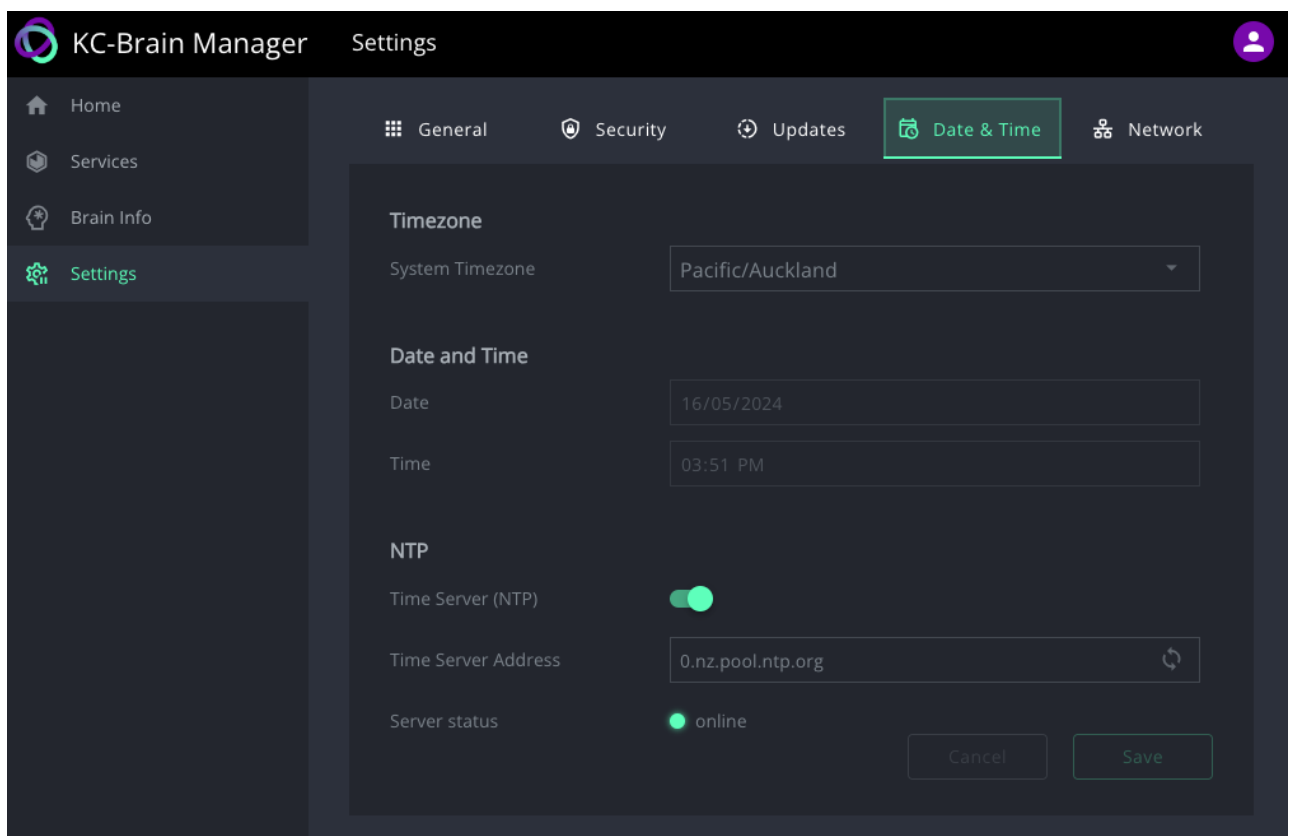 KC-Brain Manager
Settings
Home
Services
Brain Info
Settings
General
Security
Updates
Date & Time
Network
Timezone
System Timezone
Pacific/Auckland
Date and Time
Date
16/05/2024
Time
03:51 PM
NTP
Time Server (NTP)
Time Server Address
0.nz.pool.ntp.org
Server status
online
Cancel
Save